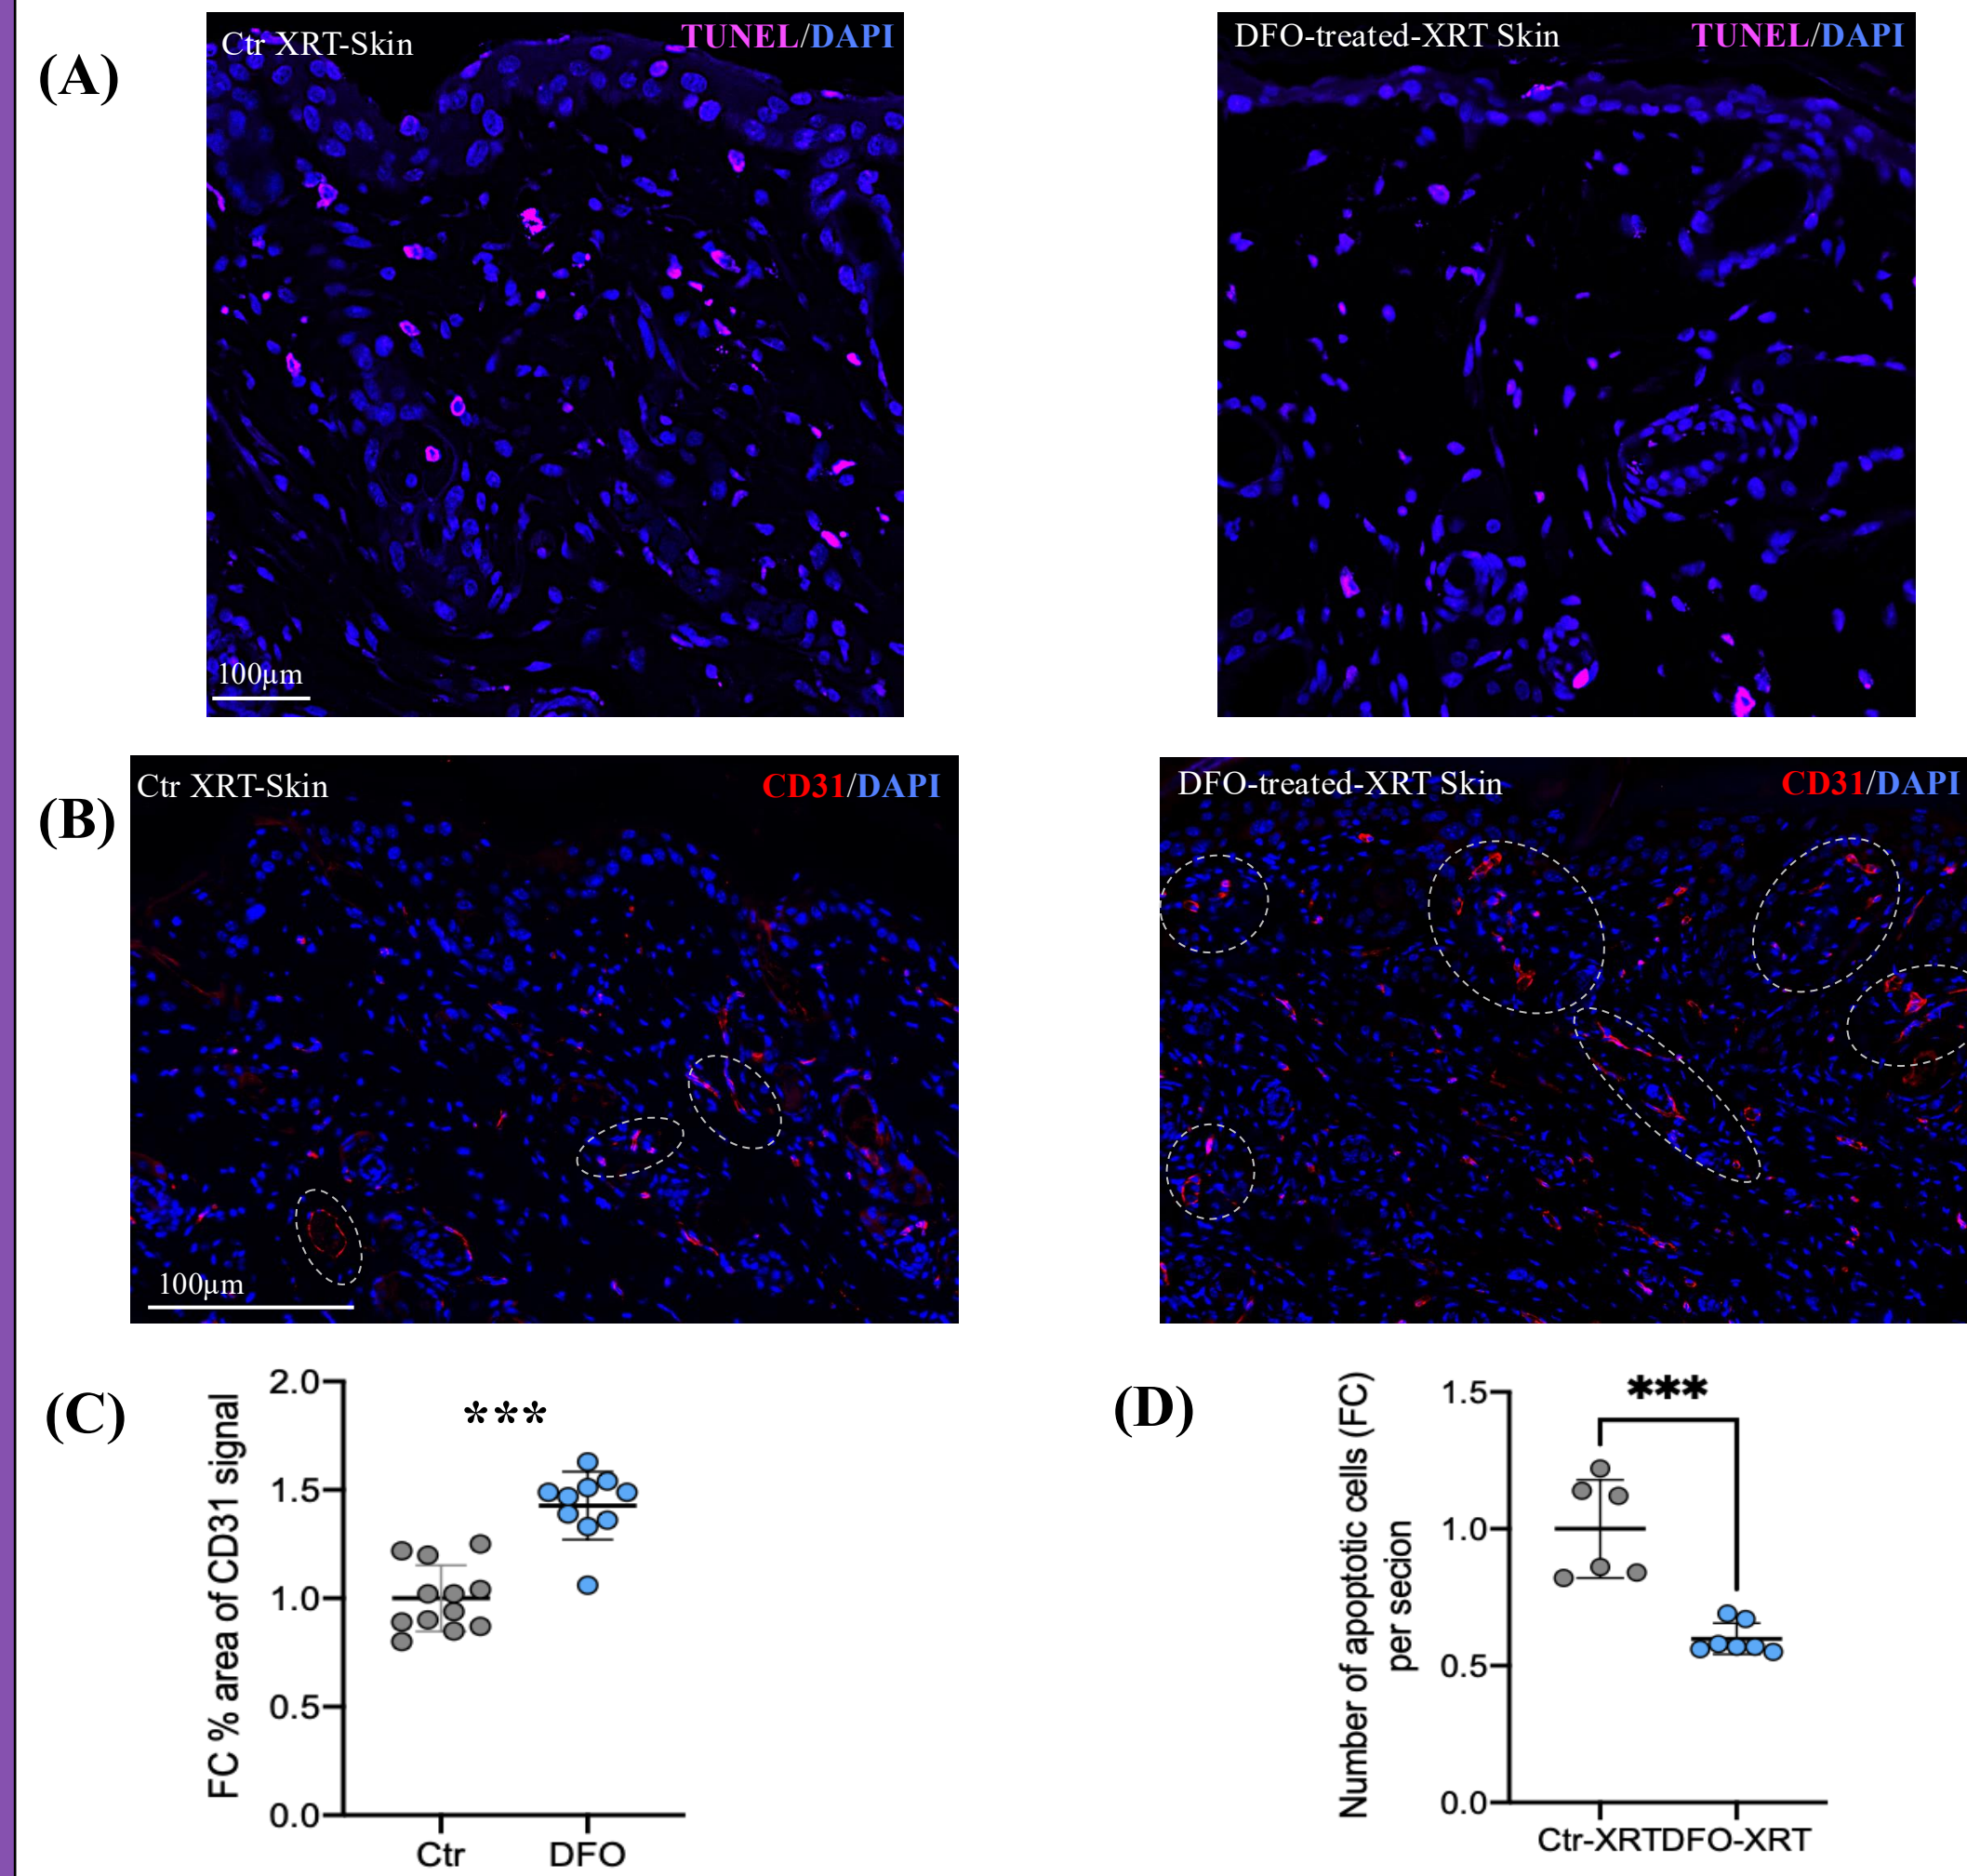 (A)
Ctr XRT-Skin
TUNEL/DAPI
100µm
DFO-treated-XRT Skin
TUNEL/DAPI
(B)
Ctr XRT-Skin
CD31/DAPI
100µm
DFO-treated-XRT Skin
CD31/DAPI
(C)
FC % area of CD31 signal
2.0
1.5
1.0
0.5
0.0
***
Ctr
DFO
(D)
Number of apoptotic cells (FC)
per secion
1.5
1.0
0.5
0.0
***
Ctr-XRT
DFO-XRT